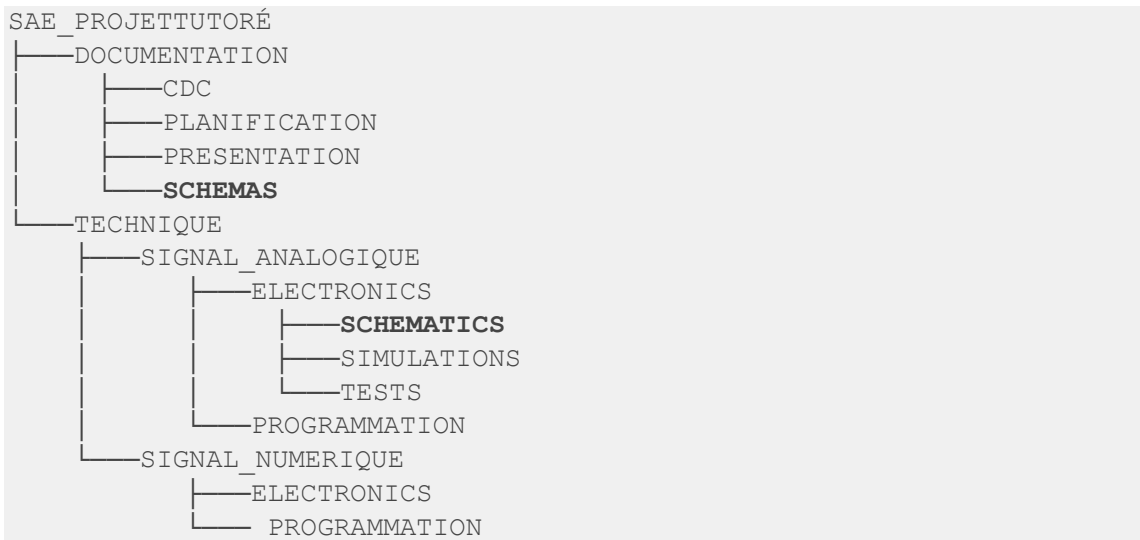 SAE_PROJETTUTORÉ
DOCUMENTATION
CDC
PLANIFICATION
PRESENTATION
SCHEMAS
TECHNIQUE
SIGNAL_ANALOGIQUE
ELECTRONICS
SCHEMATICS
SIMULATIONS
TESTS
PROGRAMMATION
SIGNAL_NUMERIQUE
ELECTRONICS
PROGRAMMATION